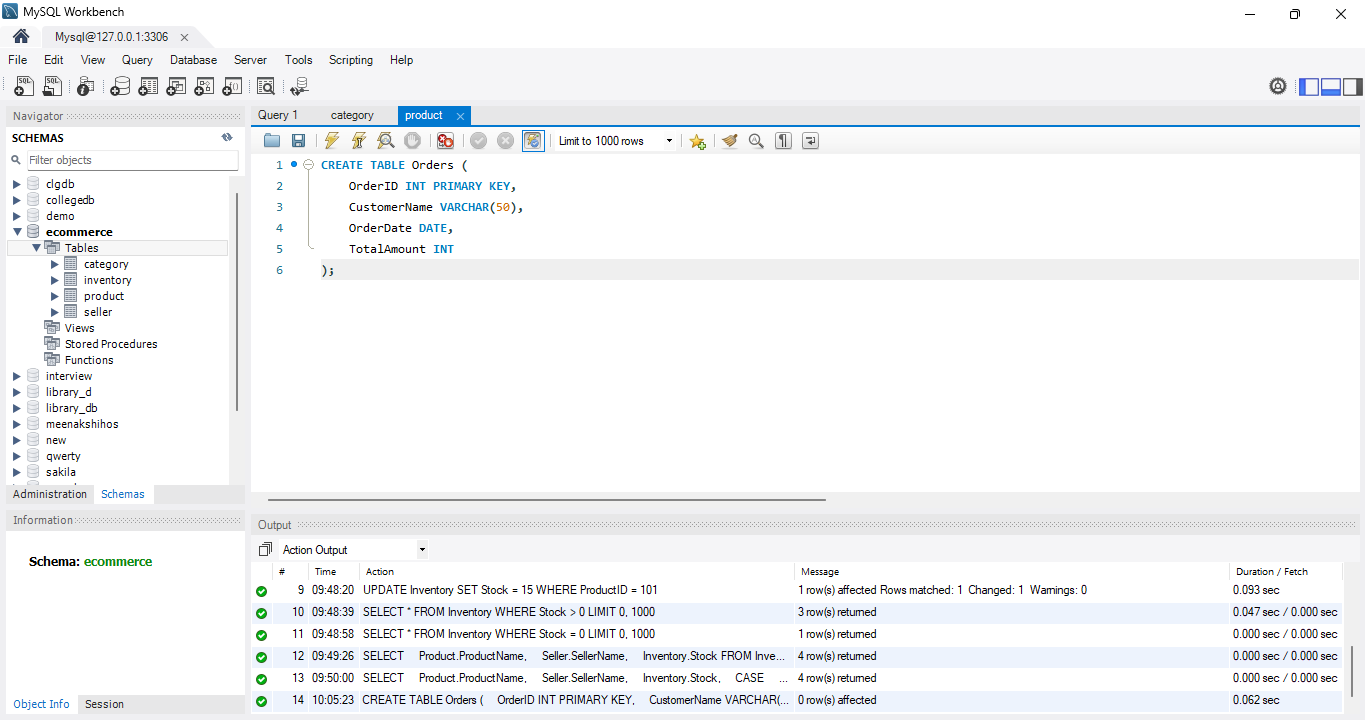 MySQL Workbench
Mysql@127.0.0.1:3306
File Edit View Query Database Server Tools Scripting Help
Navigator
SCHEMAS
Filter objects
clgdb
collegedb
demo
ecommerce
Tables
category
inventory
product
seller
Views
Stored Procedures
Functions
interview
library_d
library_db
meenakshihos
new
qwerty
sakila
Administration Schemas
Information
Schema: ecommerce
Object Info Session
Query 1 category product
Limit to 1000 rows
1 CREATE TABLE Orders (
2 OrderID INT PRIMARY KEY,
3 CustomerName VARCHAR(50),
4 OrderDate DATE,
5 TotalAmount INT
6 );
Output
Action Output
# Time Action Message Duration / Fetch
9 09:48:20 UPDATE Inventory SET Stock = 15 WHERE ProductID = 101 1 row(s) affected Rows matched: 1 Changed: 1 Warnings: 0 0.093 sec
10 09:48:39 SELECT * FROM Inventory WHERE Stock > 0 LIMIT 0, 1000 3 row(s) returned 0.047 sec / 0.000 sec
11 09:48:58 SELECT * FROM Inventory WHERE Stock = 0 LIMIT 0, 1000 1 row(s) returned 0.000 sec / 0.000 sec
12 09:49:26 SELECT Product.ProductName, Seller.SellerName, Inventory.Stock FROM Inve... 4 row(s) returned 0.000 sec / 0.000 sec
13 09:50:00 SELECT Product.ProductName, Seller.SellerName, Inventory.Stock, CASE ... 4 row(s) returned 0.000 sec / 0.000 sec
14 10:05:23 CREATE TABLE Orders ( OrderID INT PRIMARY KEY, CustomerName VARCHAR(... 0 row(s) affected 0.062 sec